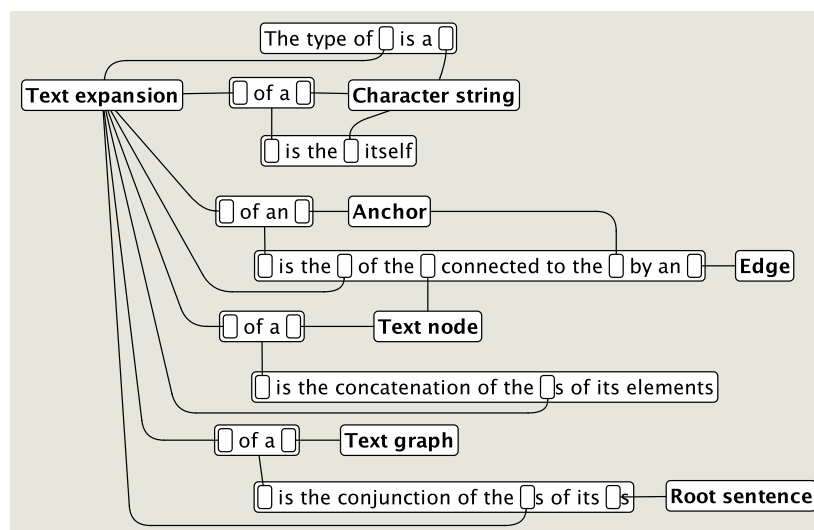 The type of is a
Text expansion of a Character string
is the itself
of an Anchor
is the of the connected to the by an Edge
of a Text node
is the concatenation of the s of its elements
of a Text graph
is the conjunction of the s of its s Root sentence